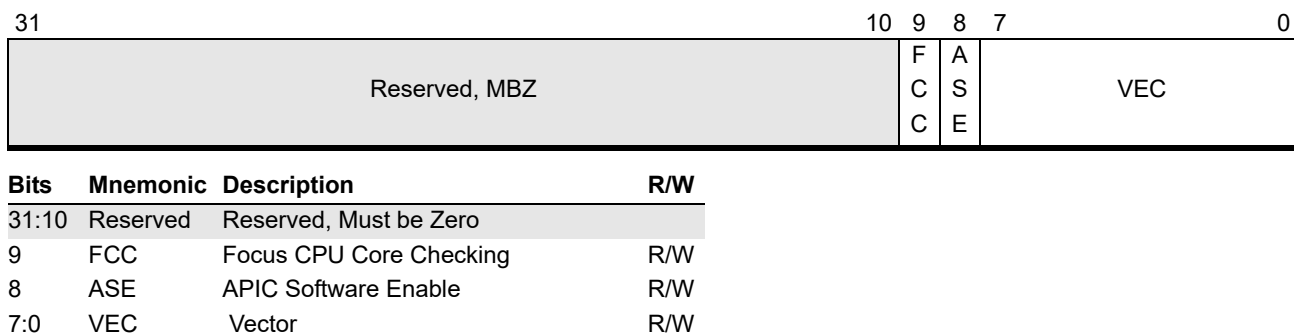 31 10 9 8 7 0
Reserved, MBZ
F
C
C
A
S
E
VEC
Bits Mnemonic Description R/W
31:10 Reserved Reserved, Must be Zero
9 FCC Focus CPU Core Checking R/W
8 ASE APIC Software Enable R/W
7:0 VEC Vector R/W